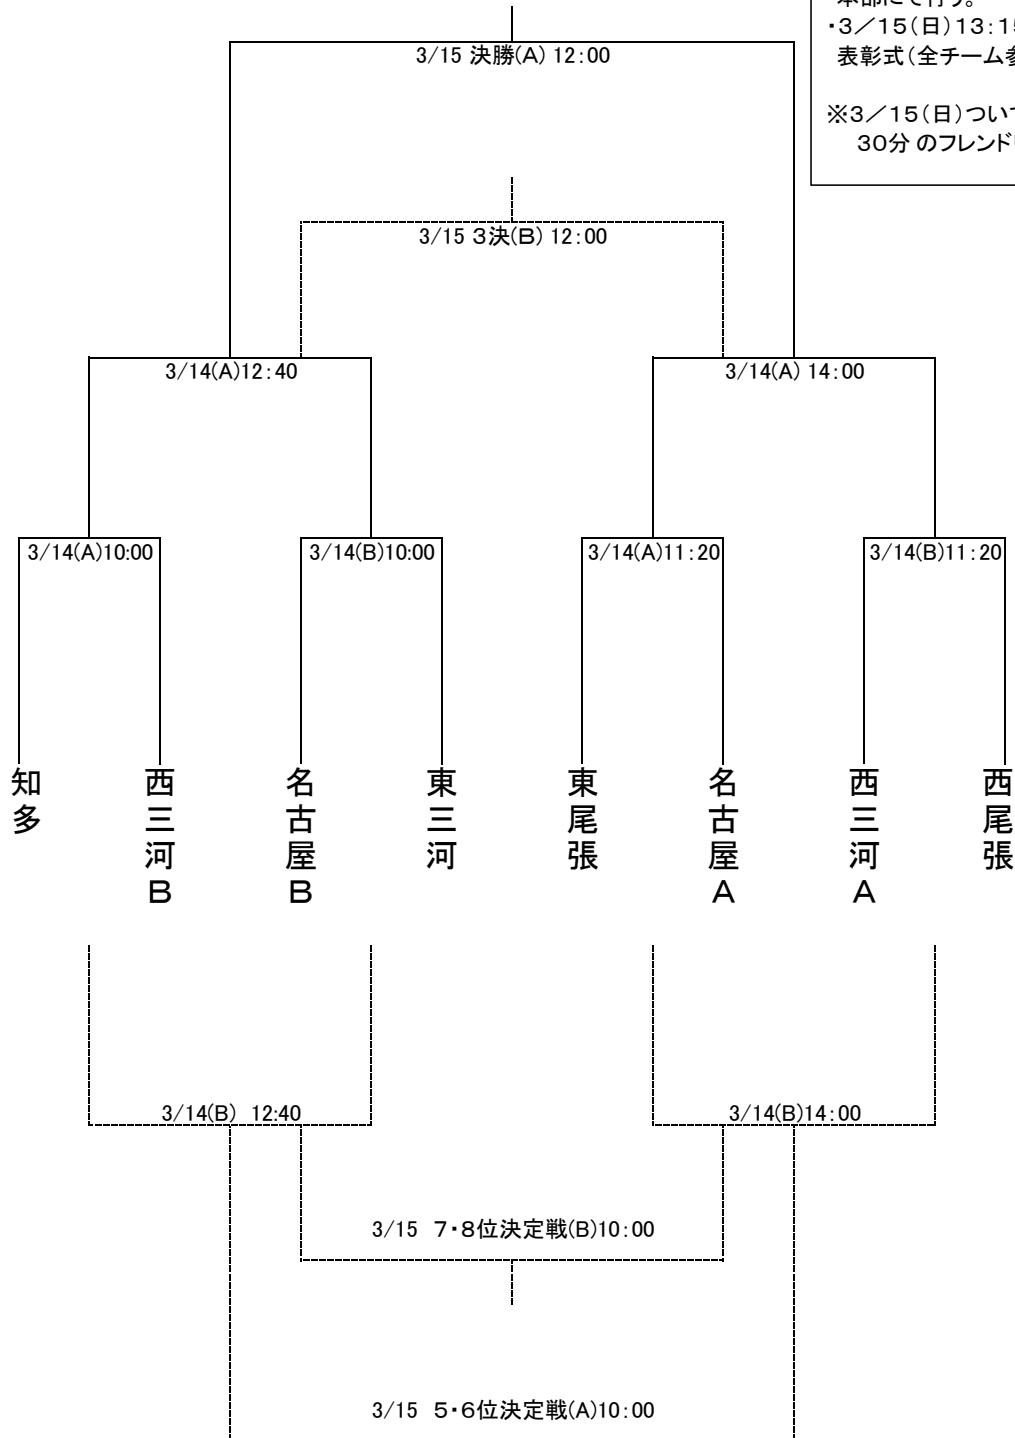 本部にて行う。
・3／15（日）13：15
表彰式（全チーム参
※3／15（日）ついて
30分 のフレンド
3/15 決勝(A) 12:00
3/15 3決(B) 12:00
3/14(A)12:40
3/14(A) 14:00
3/14(A)10:00
3/14(B)10:00
3/14(A)11:20
3/14(B)11:20
知多
西三河B
名古屋B
東三河
東尾張
名古屋A
西三河A
西尾張
3/14(B) 12:40
3/14(B)14:00
3/15 7・8位決定戦(B)10:00
3/15 5・6位決定戦(A)10:00